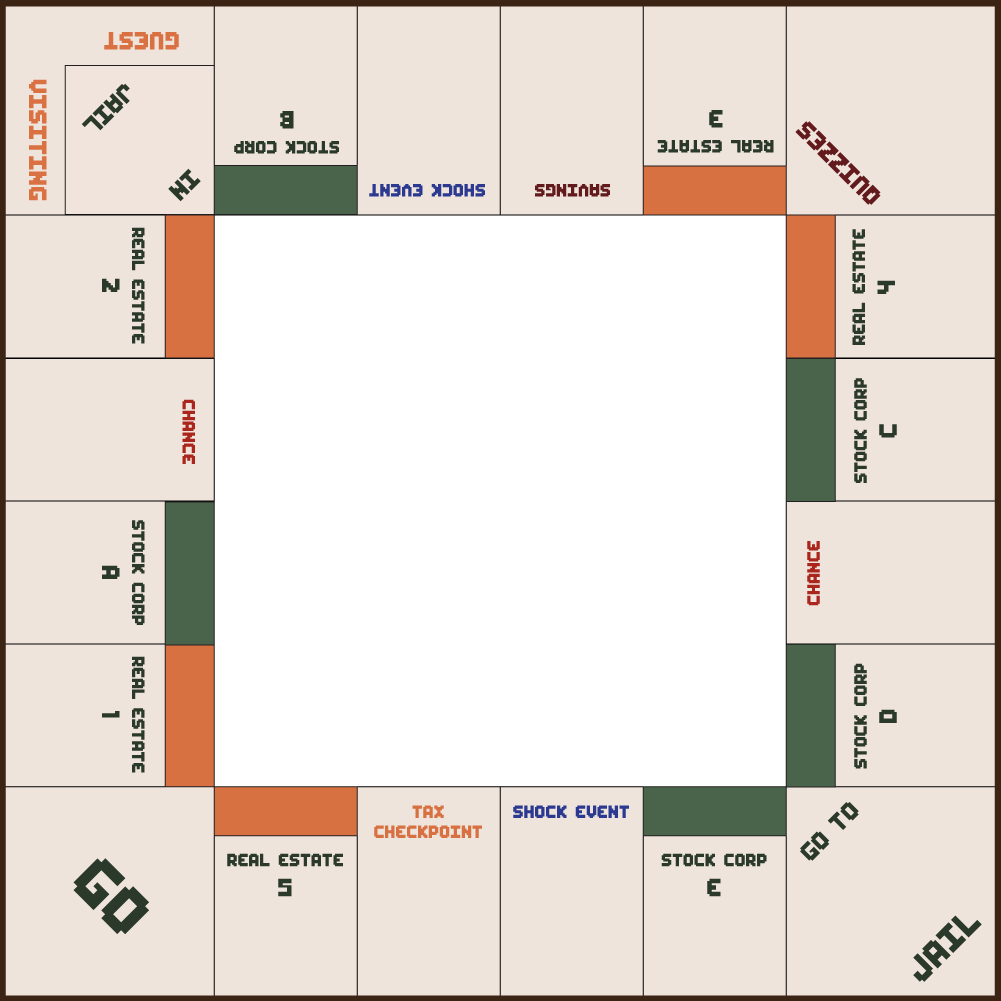 GUEST
VISITING
JAIL
IN
STOCK CORP
B
SHOCK EVENT
SAVINGS
REAL ESTATE
3
QUIZZES
REAL ESTATE
2
REAL ESTATE
4
CHANCE
STOCK CORP
C
STOCK CORP
A
CHANCE
REAL ESTATE
1
STOCK CORP
D
GO
REAL ESTATE
5
TAX
CHECKPOINT
SHOCK EVENT
STOCK CORP
E
GO TO
JAIL